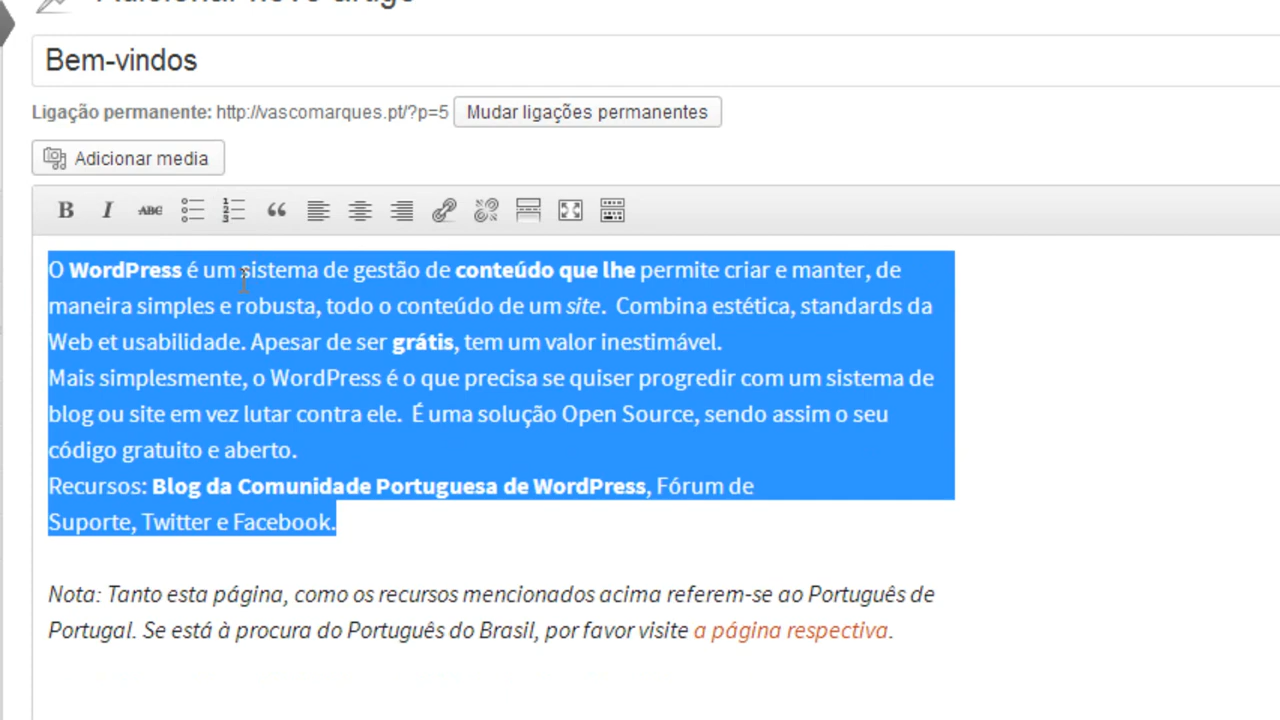 Adicionar novo artigo
Bem-vindos
Ligação permanente: http://vascomarques.pt/?p=5 Mudar ligações permanentes
Adicionar media
B I ABC
O WordPress é um sistema de gestão de conteúdo que lhe permite criar e manter, de
maneira simples e robusta, todo o conteúdo de um site. Combina estética, standards da
Web et usabilidade. Apesar de ser grátis, tem um valor inestimável.
Mais simplesmente, o WordPress é o que precisa se quiser progredir com um sistema de
blog ou site em vez lutar contra ele. É uma solução Open Source, sendo assim o seu
código gratuito e aberto.
Recursos: Blog da Comunidade Portuguesa de WordPress, Fórum de
Suporte, Twitter e Facebook.
Nota: Tanto esta página, como os recursos mencionados acima referem-se ao Português de
Portugal. Se está à procura do Português do Brasil, por favor visite a página respectiva.